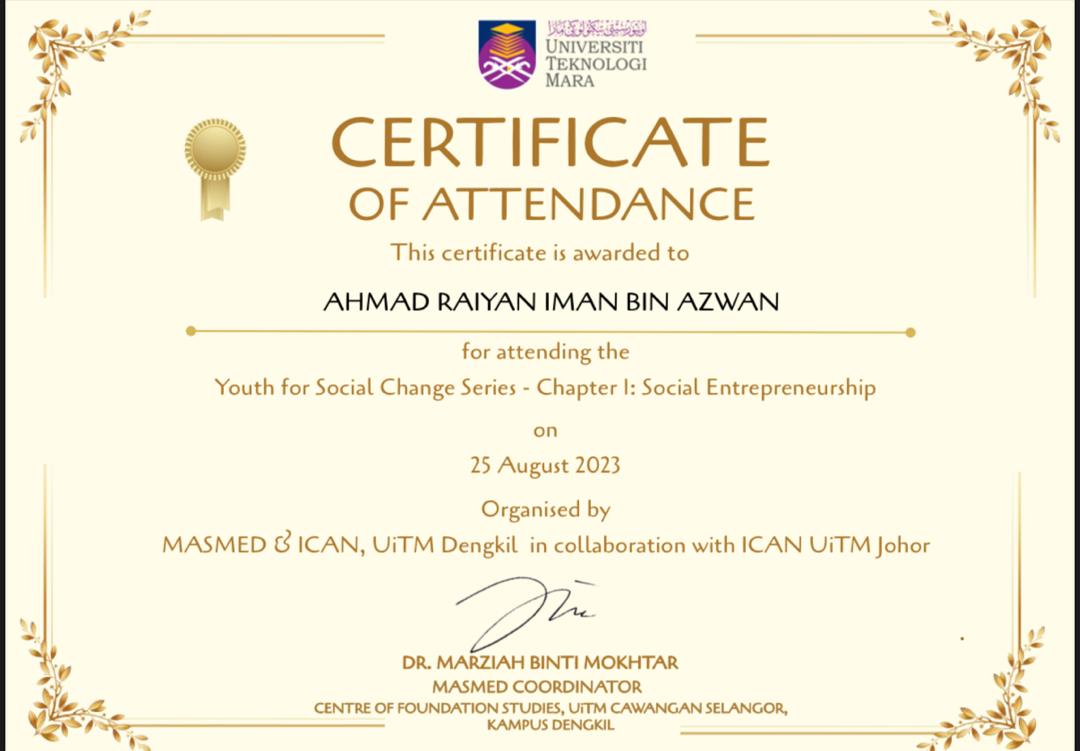 UNIVERSITI
TEKNOLOGI
MARA
CERTIFICATE
OF ATTENDANCE
This certificate is awarded to
AHMAD RAIYAN IMAN BIN AZWAN
for attending the
Youth for Social Change Series - Chapter 1: Social Entrepreneurship
on
25 August 2023
Organised by
MASMED & ICAN, UiTM Dengkil in collaboration with ICAN UiTM Johor
DR. MARZIAH BINTI MOKHTAR
MASMED COORDINATOR
CENTRE OF FOUNDATION STUDIES, UiTM CAWANGAN SELANGOR,
KAMPUS DENGKIL